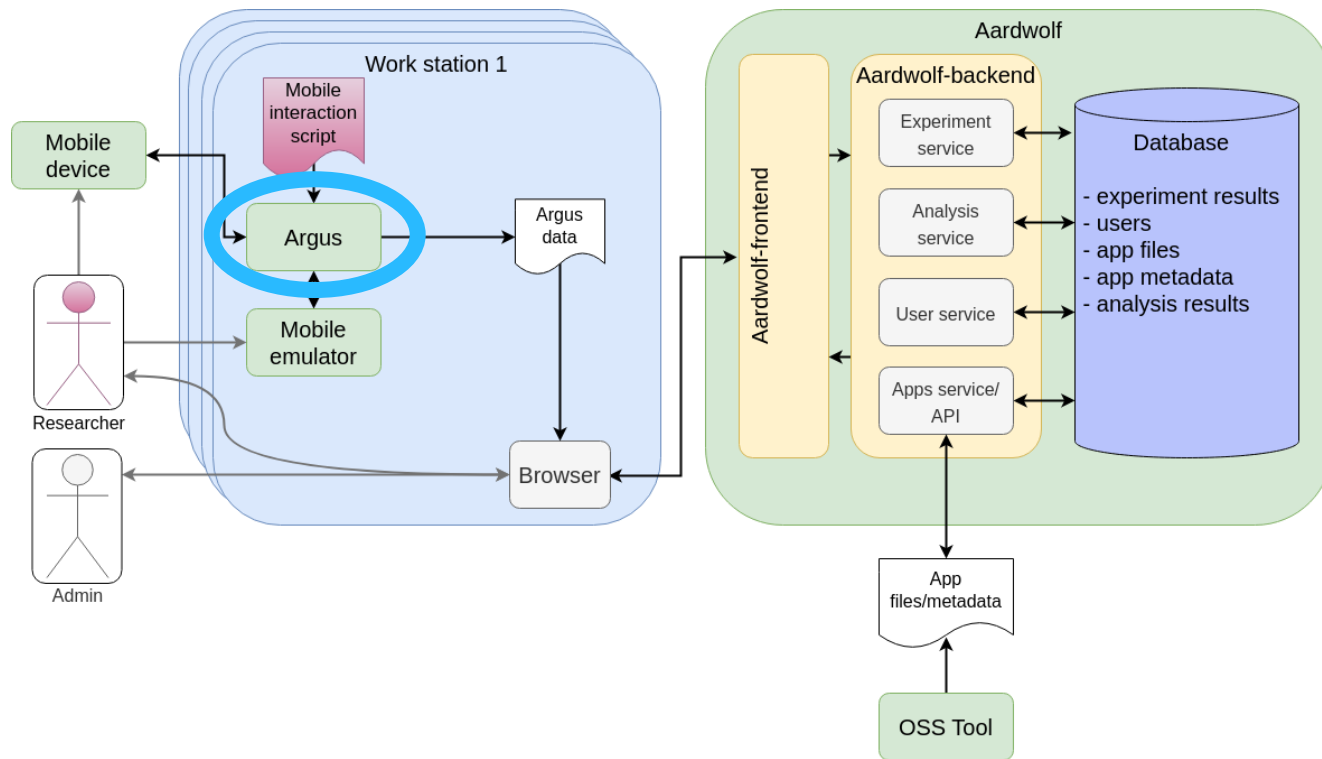 Work station 1
Mobile
interaction
script
Mobile
device
Argus
Argus
data
Mobile
emulator
Researcher
Browser
Admin
Aardwolf
Aardwolf-frontend
Aardwolf-backend
Experiment
service
Analysis
service
User service
Apps service/
API
Database
- experiment results
- users
- app files
- app metadata
- analysis results
App
files/metadata
OSS Tool